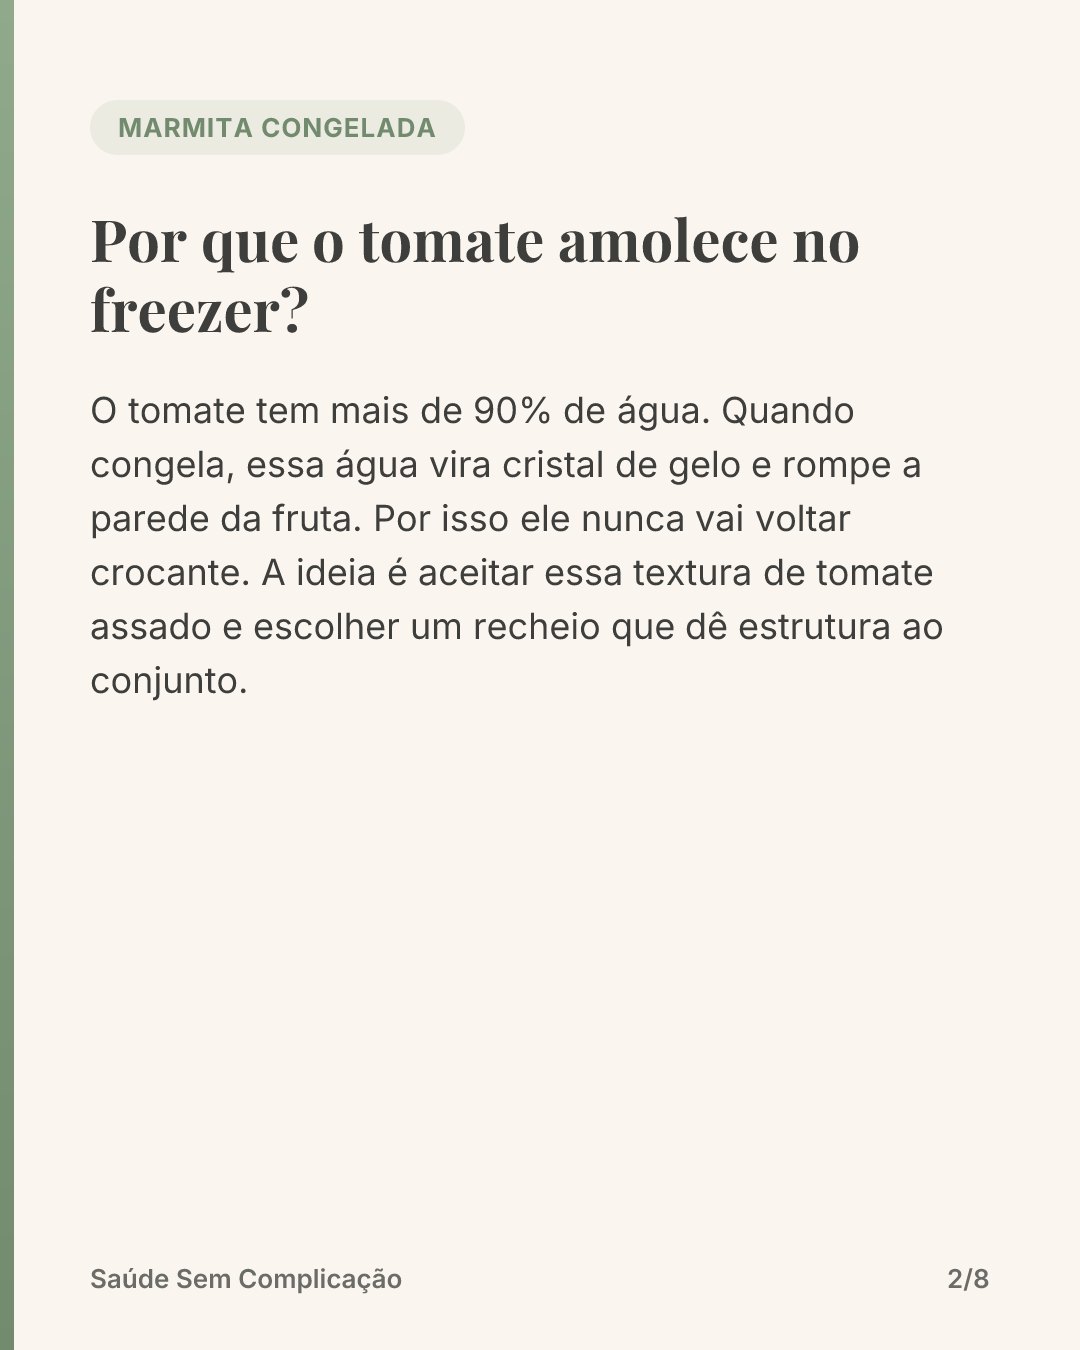 MARMITA CONGELADA
Por que o tomate amolece no
freezer?
O tomate tem mais de 90% de água. Quando
congela, essa água vira cristal de gelo e rompe a
parede da fruta. Por isso ele nunca vai voltar
crocante. A ideia é aceitar essa textura de tomate
assado e escolher um recheio que dê estrutura ao
conjunto.
Saúde Sem Complicação
2/8